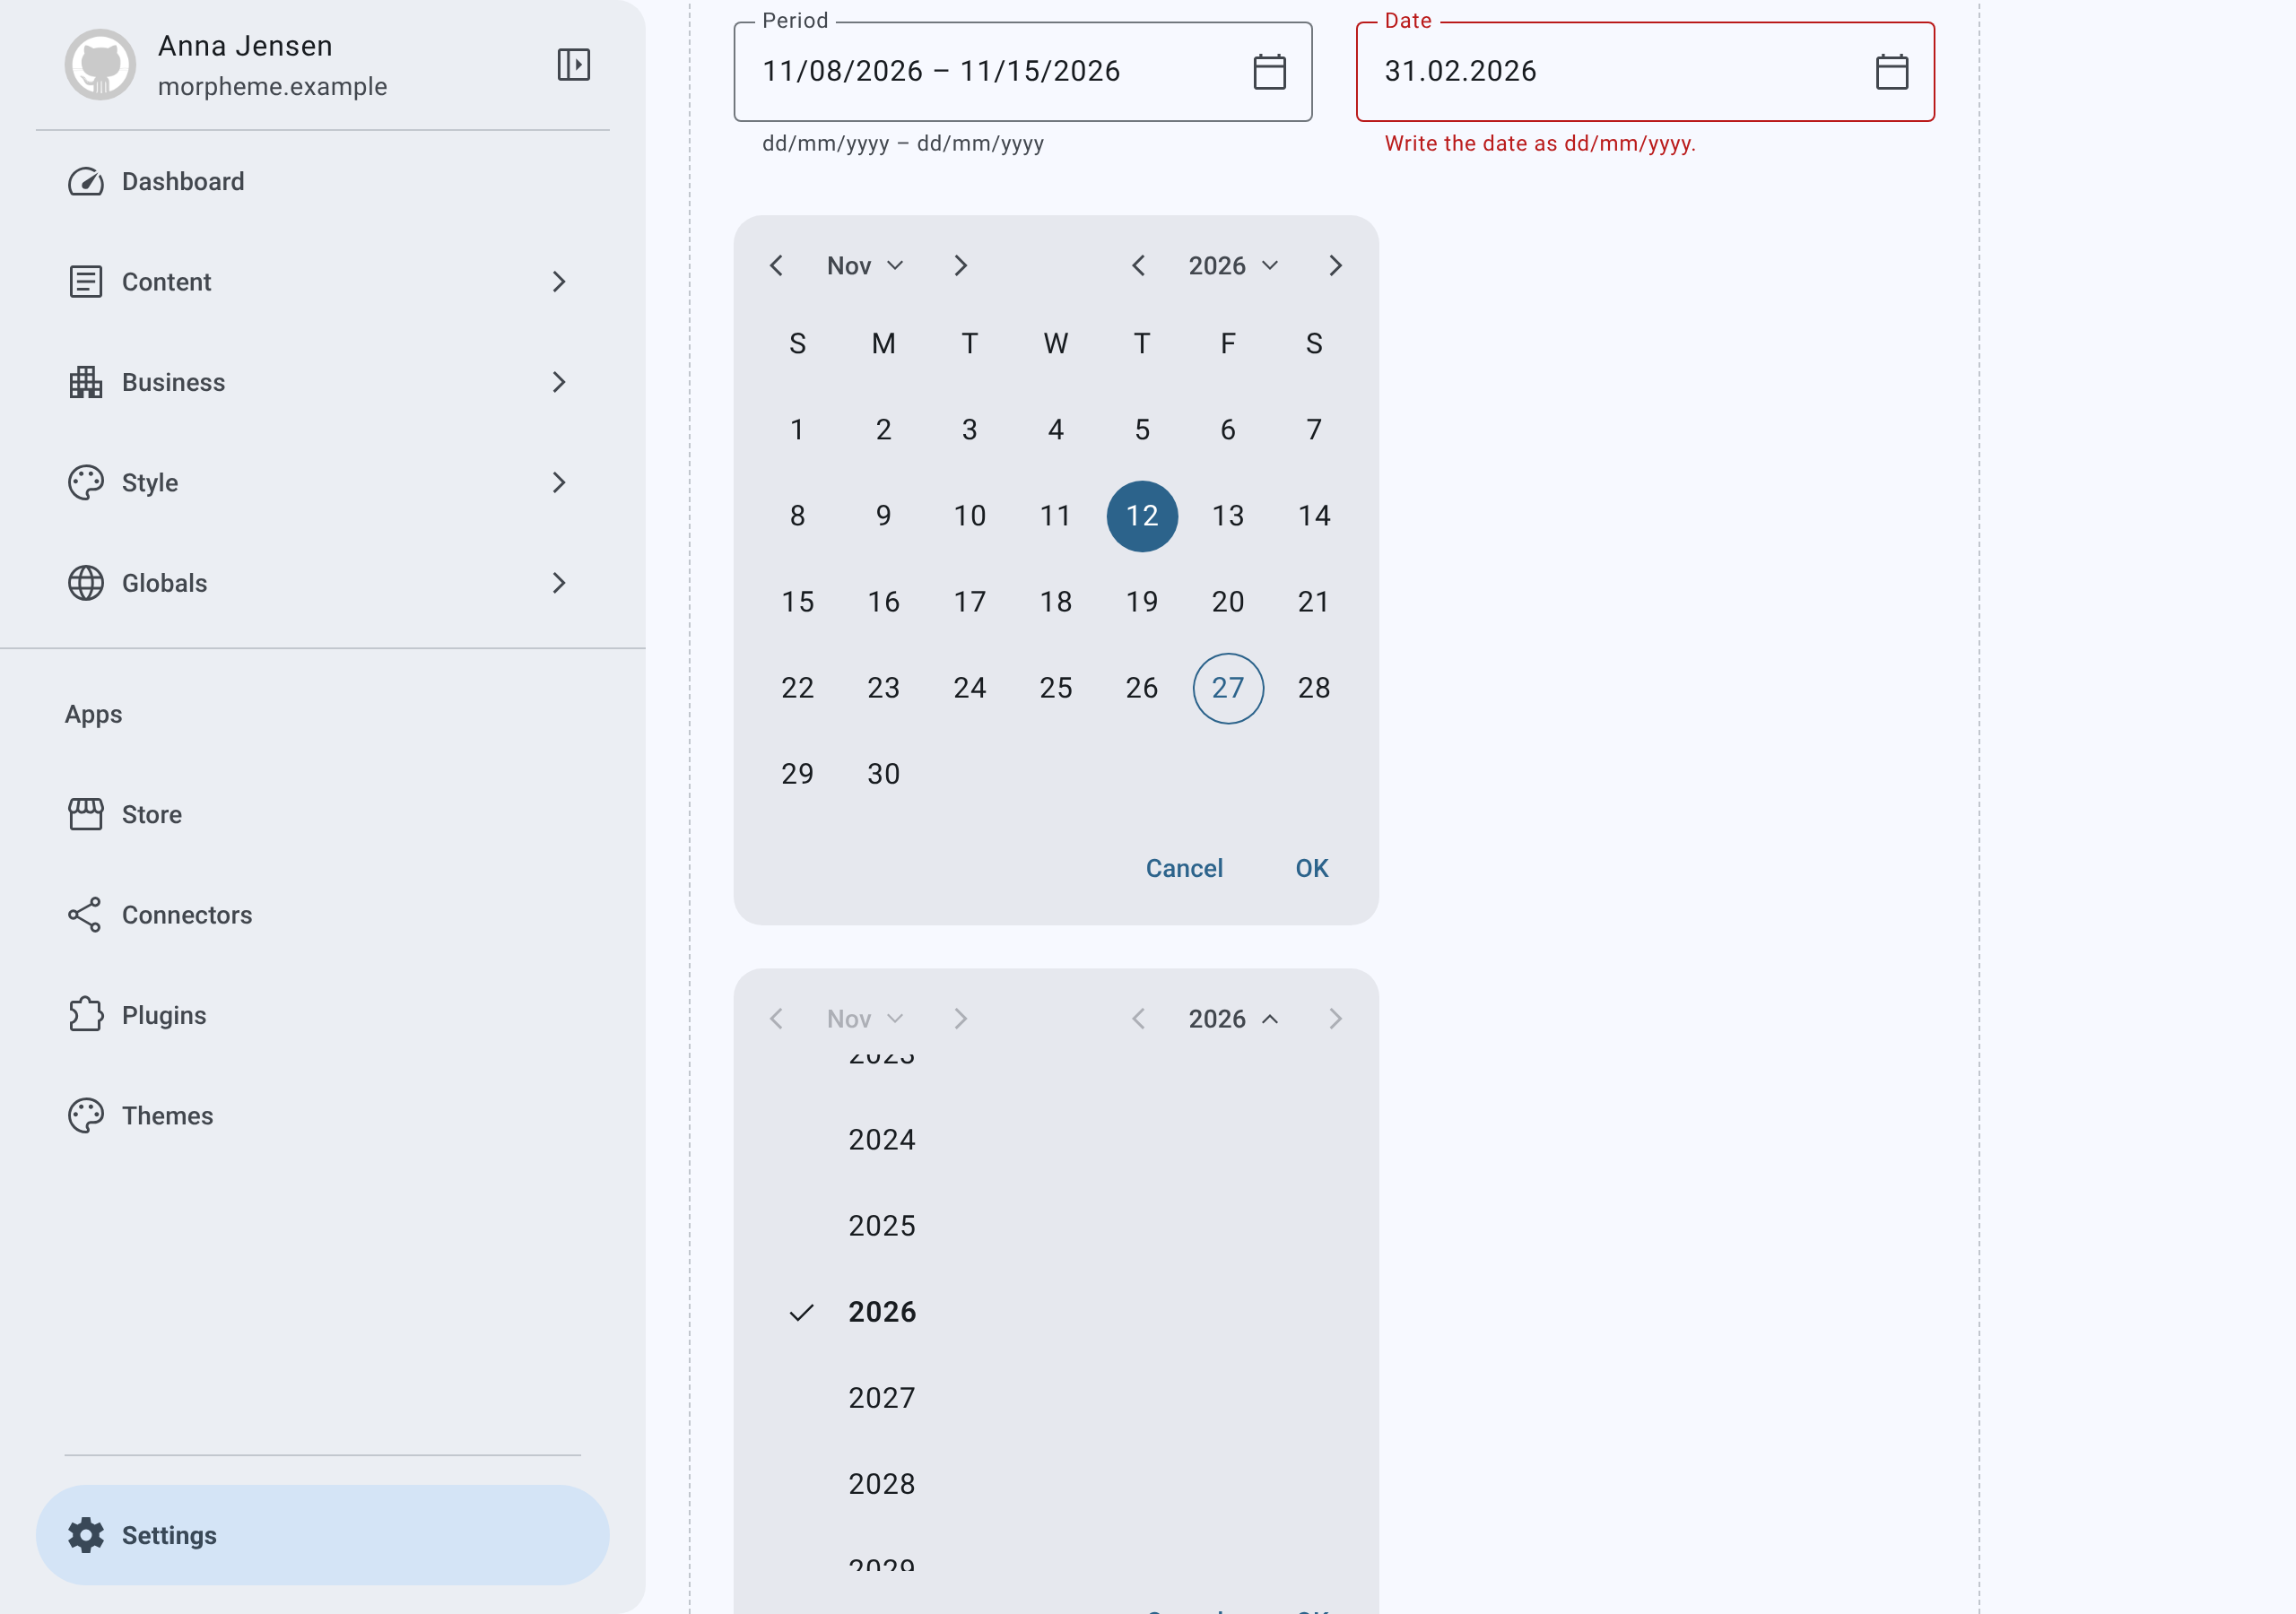 Anna Jensen
morpheme.example
Dashboard
Content
Business
Style
Globals
Apps
Store
Connectors
Plugins
Themes
Settings
Period
11/08/2026 – 11/15/2026
dd/mm/yyyy – dd/mm/yyyy
Date
31.02.2026
Write the date as dd/mm/yyyy.
Nov 2026
S M T W T F S
1 2 3 4 5 6 7
8 9 10 11 12 13 14
15 16 17 18 19 20 21
22 23 24 25 26 27 28
29 30
Cancel OK
Nov 2026
2024
2025
2026
2027
2028
2029